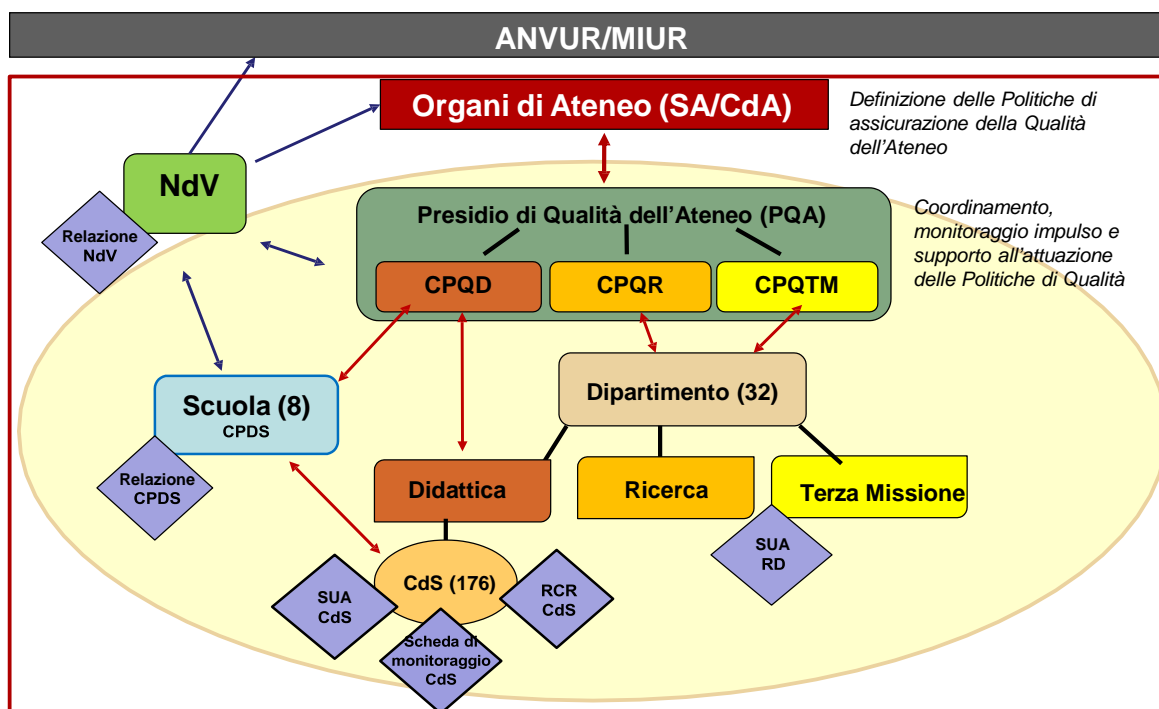 ANVUR/MIUR
Organi di Ateneo (SA/CdA)
Definizione delle Politiche di
assicurazione della Qualità
dell'Ateneo
NdV
Relazione
NdV
Presidio di Qualità dell'Ateneo (PQA)
Coordinamento,
monitoraggio impulso e
supporto all'attuazione
delle Politiche di Qualità
CPQD
CPQR
CPQTM
Scuola (8)
CPDS
Dipartimento (32)
Relazione
CPDS
Didattica
Ricerca
Terza Missione
SUA
RD
CdS (176)
SUA
CdS
RCR
CdS
Scheda di
monitoraggio
CdS